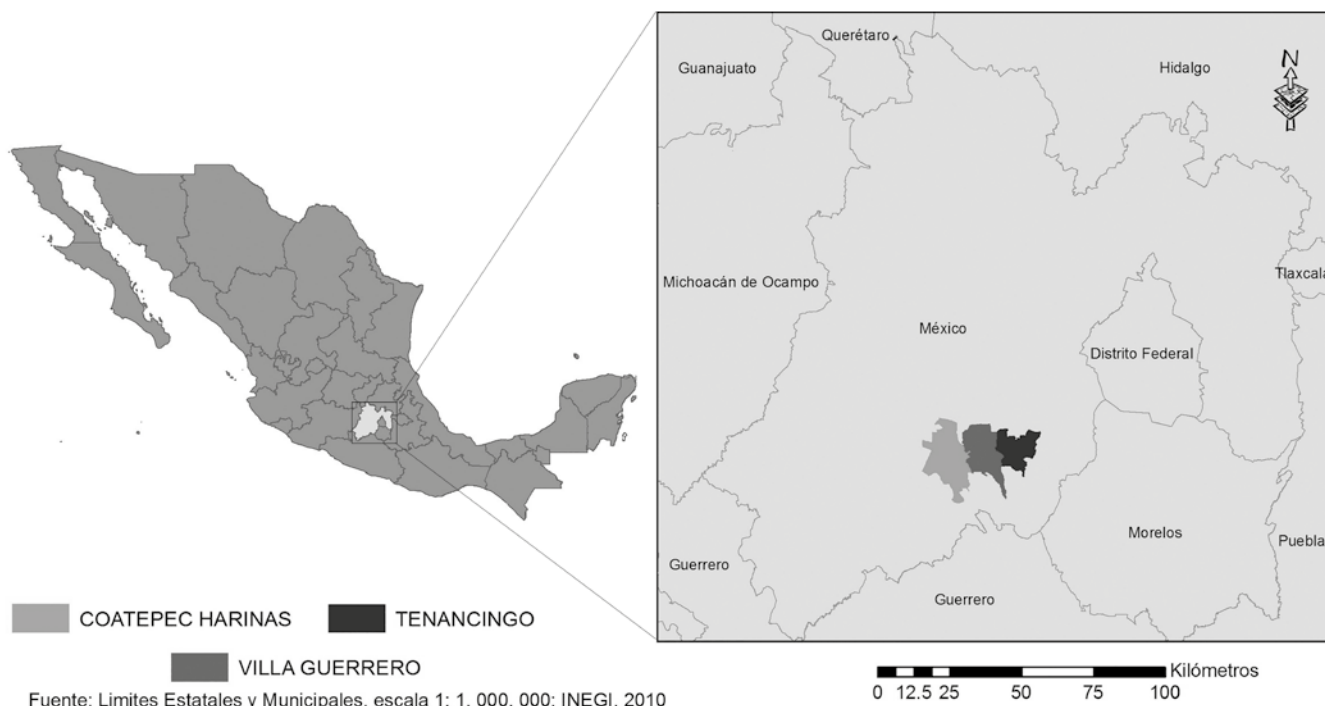 Querétaro
Guanajuato
Hidalgo
N
Michoacán de Ocampo
Tlaxcala
México
Distrito Federal
Morelos
Puebla
Guerrero
Guerrero
COATEPEC HARINAS
TENANCINGO
VILLA GUERRERO
Kilómetros
0 12.5 25 50 75 100
Fuente: Limites Estatales y Municipales, escala 1: 1, 000, 000; INEGI, 2010